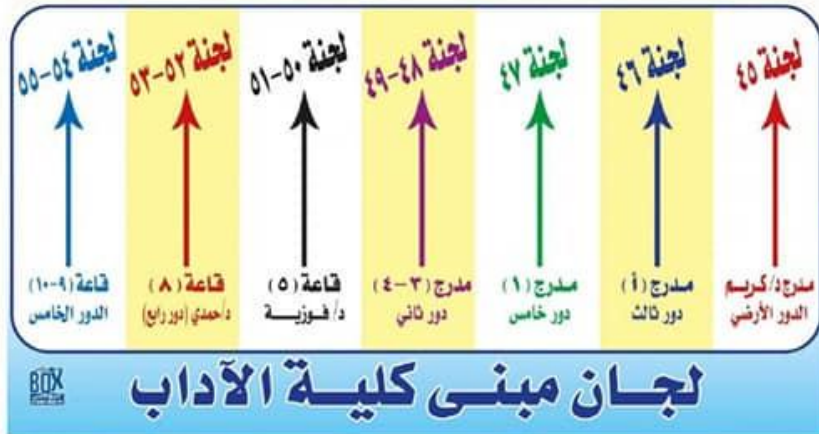 لجنة ٤٥
لجنة ٤٦
لجنة ٤٧
لجنة ٤٨-٤٩
لجنة ٥٠-٥١
لجنة ٥٢-٥٣
لجنة ٥٤-٥٥
مدرج د/كريم
الدور الأرضي
مدرج (أ)
دور ثالث
مدرج (١)
دور خامس
مدرج (٣-٤)
دور ثاني
قاعة (٥)
د/ فوزية
قاعة (٨)
د/حمدي (دور رابع)
قاعة (٩-١٠)
الدور الخامس
لجان مبنى كلية الآداب
BOX